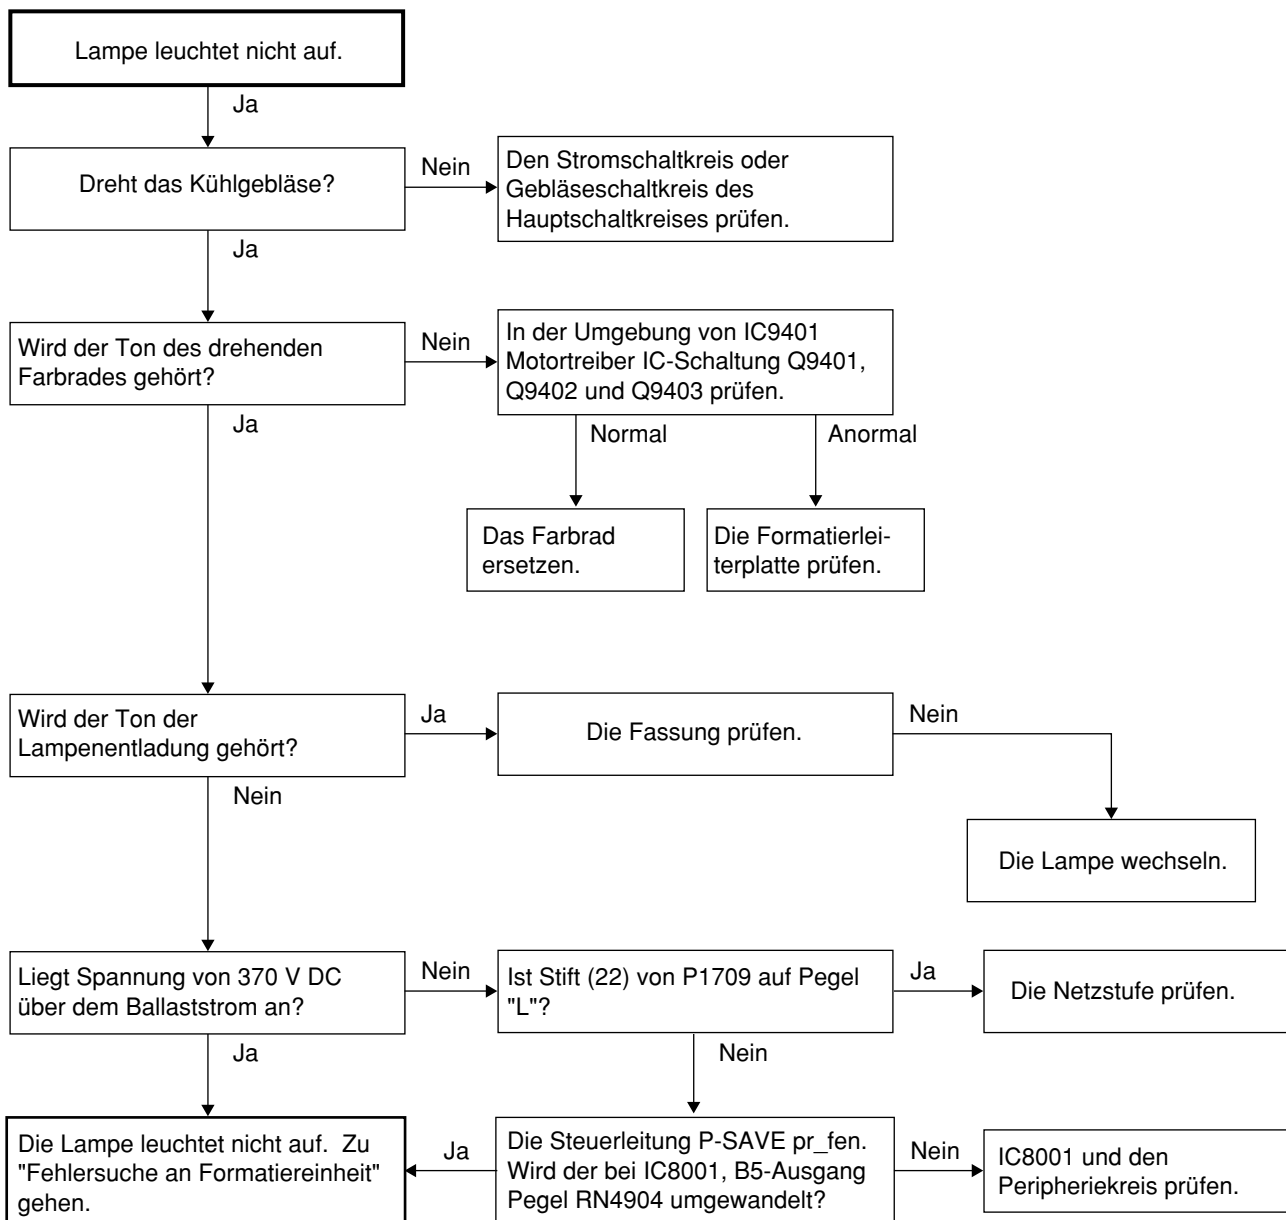 Lampe leuchtet nicht auf.
Ja
Dreht das Kühlgebläse?
Nein
Den Stromschaltkreis oder
Gebläseschaltkreis des
Hauptschaltkreises prüfen.
Ja
Wird der Ton des drehenden
Farbrades gehört?
Nein
In der Umgebung von IC9401
Motortreiber IC-Schaltung Q9401,
Q9402 und Q9403 prüfen.
Ja
Normal
Anormal
Das Farbrad
ersetzen.
Die Formatierlei-
terplatte prüfen.
Wird der Ton der
Lampenentladung gehört?
Ja
Die Fassung prüfen.
Nein
Nein
Die Lampe wechseln.
Liegt Spannung von 370 V DC
über dem Ballaststrom an?
Nein
Ist Stift (22) von P1709 auf Pegel
"L"?
Ja
Die Netzstufe prüfen.
Ja
Nein
Die Lampe leuchtet nicht auf. Zu
"Fehlersuche an Formatiereinheit"
gehen.
Ja
Die Steuerleitung P-SAVE pr_fen.
Wird der bei IC8001, B5-Ausgang
Pegel RN4904 umgewandelt?
Nein
IC8001 und den
Peripheriekreis prüfen.